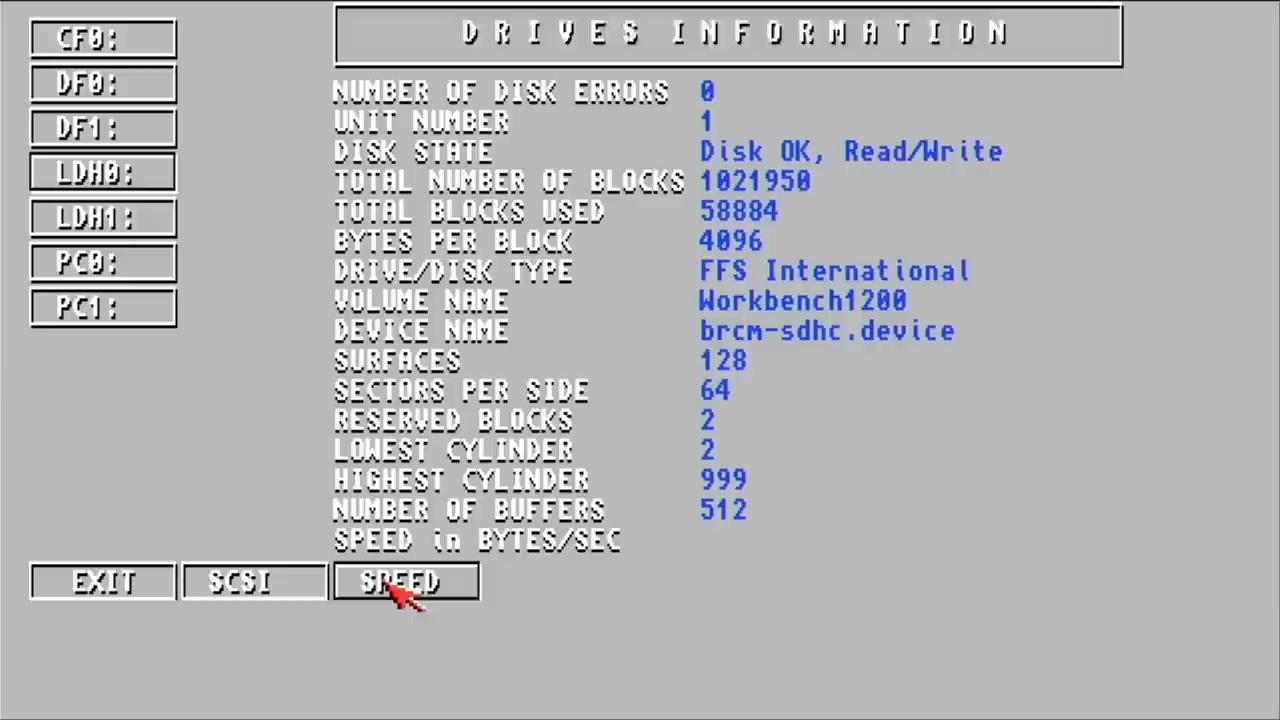 CF0:
DF0:
DF1:
LDH0:
LDH1:
PC0:
PC1:
DRIVES INFORMATION
NUMBER OF DISK ERRORS 0
UNIT NUMBER 1
DISK STATE Disk OK, Read/Write
TOTAL NUMBER OF BLOCKS 1021950
TOTAL BLOCKS USED 58884
BYTES PER BLOCK 4096
DRIVE/DISK TYPE FFS International
VOLUME NAME Workbench1200
DEVICE NAME brcm-sdhc.device
SURFACES 128
SECTORS PER SIDE 64
RESERVED BLOCKS 2
LOWEST CYLINDER 2
HIGHEST CYLINDER 999
NUMBER OF BUFFERS 512
SPEED in BYTES/SEC
EXIT SCSI SPEED